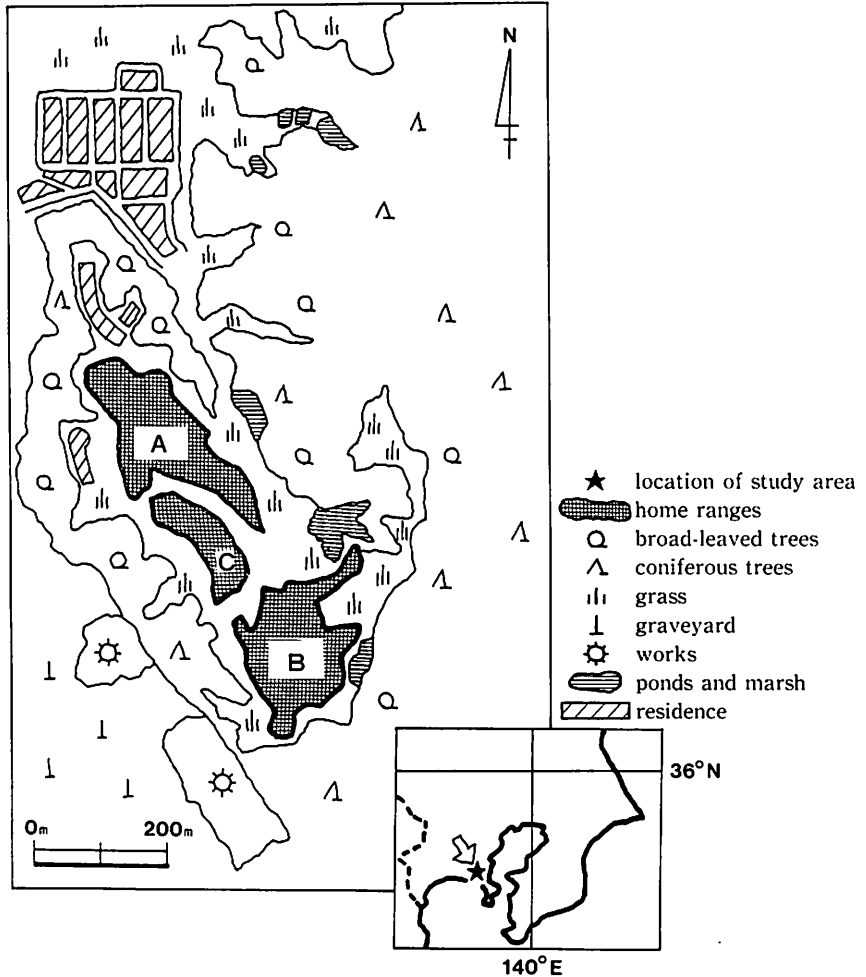 N
A
C
B
0m 200m
location of study area
home ranges
broad-leaved trees
coniferous trees
grass
graveyard
works
ponds and marsh
residence
36°N
140°E